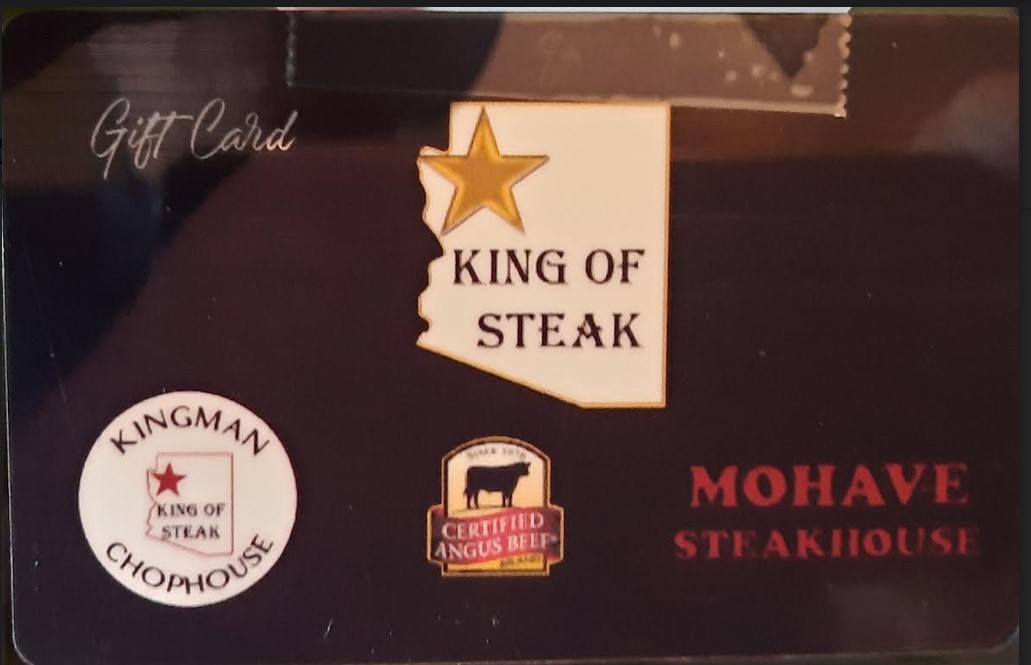 Gift Card
KING OF
STEAK
KINGMAN
KING OF
STEAK
CHOPHOUSE
SINCE 1978
CERTIFIED
ANGUS BEEF
BRAND
MOHAVE
STEAKHOUSE